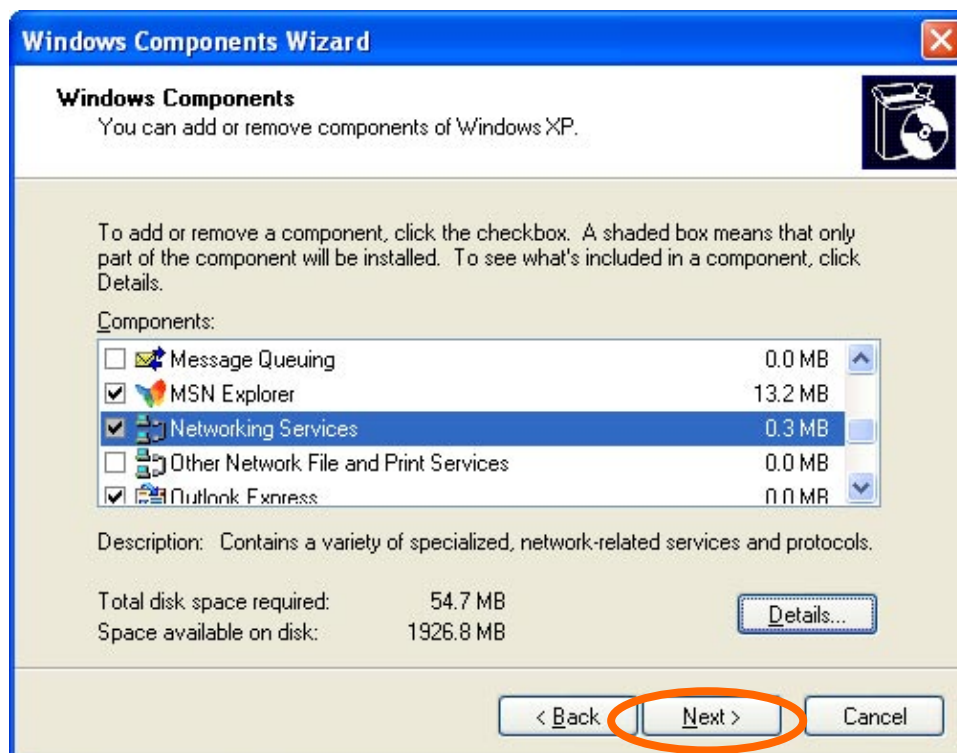 Windows Components Wizard
Windows Components
You can add or remove components of Windows XP.
To add or remove a component, click the checkbox. A shaded box means that only
part of the component will be installed. To see what's included in a component, click
Details.
Components:
Message Queuing 0.0 MB
MSN Explorer 13.2 MB
Networking Services 0.3 MB
Other Network File and Print Services 0.0 MB
Outlook Express 0.0 MB
Description: Contains a variety of specialized, network-related services and protocols.
Total disk space required: 54.7 MB
Space available on disk: 1926.8 MB
Details...
< Back
Next >
Cancel